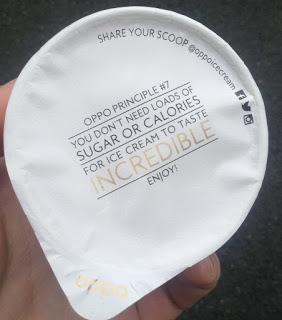 SHARE YOUR SCOOP @oppoicecream
OPPO PRINCIPLE #7
YOU DON'T NEED LOADS OF
SUGAR OR CALORIES
FOR ICE CREAM TO TASTE
INCREDIBLE
ENJOY!
oppo